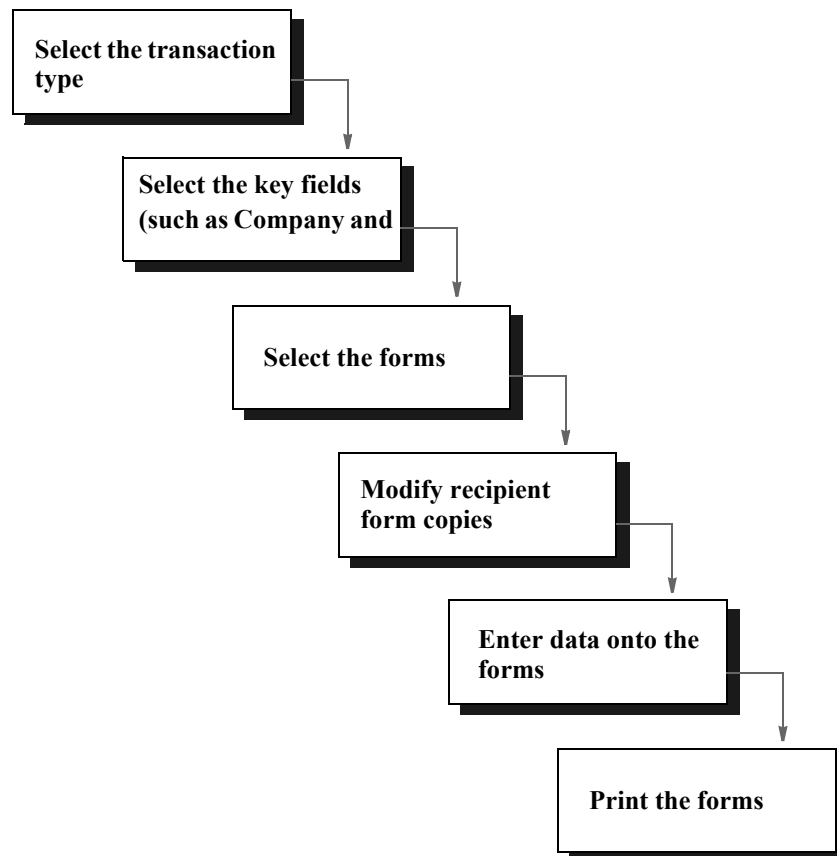 Select the transaction
type
Select the key fields
(such as Company and
Select the forms
Modify recipient
form copies
Enter data onto the
forms
Print the forms